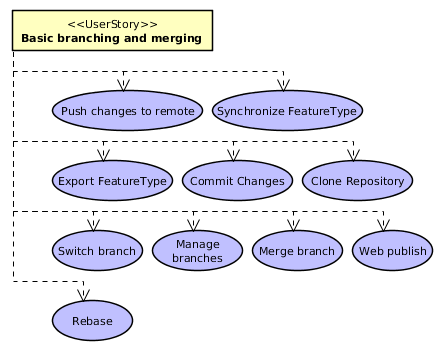 <<UserStory>>
Basic branching and merging
Push changes to remote
Synchronize FeatureType
Export FeatureType
Commit Changes
Clone Repository
Switch branch
Manage
branches
Merge branch
Web publish
Rebase